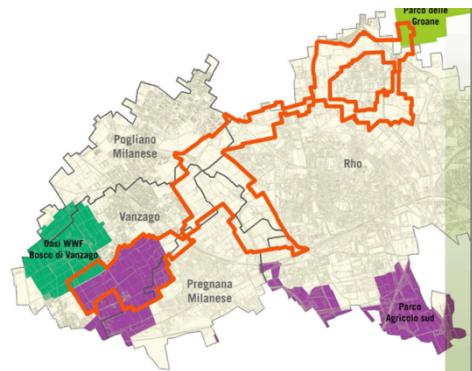 Parco delle
Groane
Pogliano
Milanese
Rho
Vanzago
Oasi WWF
Bosco di Vanzago
Pregnana
Milanese
Parco
Agricolo sud